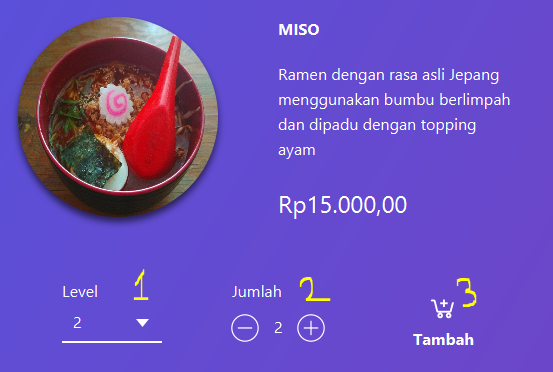 MISO
Ramen dengan rasa asli Jepang
menggunakan bumbu berlimpah
dan dipadu dengan topping
ayam
Rp15.000,00
Level 1
2
Jumlah 2
2
3
Tambah